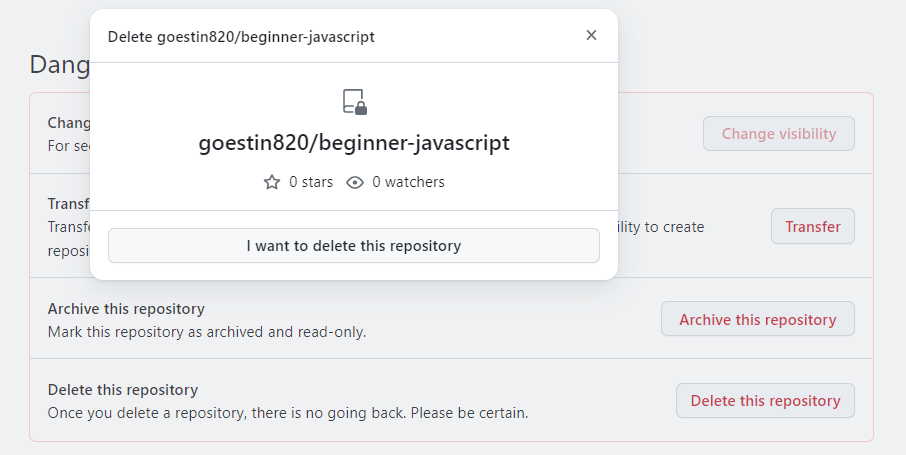 Delete goestin820/beginner-javascript
goestin820/beginner-javascript
0 stars 0 watchers
I want to delete this repository
Dang
Chang
For se
Change visibility
Transf
Transfe ility to create
reposi
Transfer
Archive this repository
Mark this repository as archived and read-only.
Archive this repository
Delete this repository
Once you delete a repository, there is no going back. Please be certain.
Delete this repository